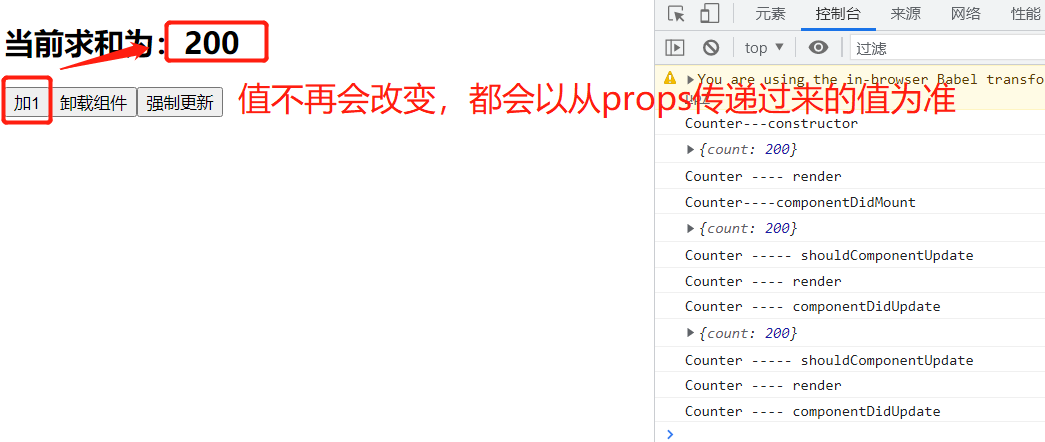 当前求和为：200
加1 卸载组件 强制更新
值不再会改变，都会以从props传递过来的值为准
元素 控制台 来源 网络 性能
top 过滤
You are using the in-browser Babel transfo
Counter---constructor
{count: 200}
Counter ---- render
Counter----componentDidMount
{count: 200}
Counter ----- shouldComponentUpdate
Counter ---- render
Counter ---- componentDidUpdate
{count: 200}
Counter ----- shouldComponentUpdate
Counter ---- render
Counter ---- componentDidUpdate